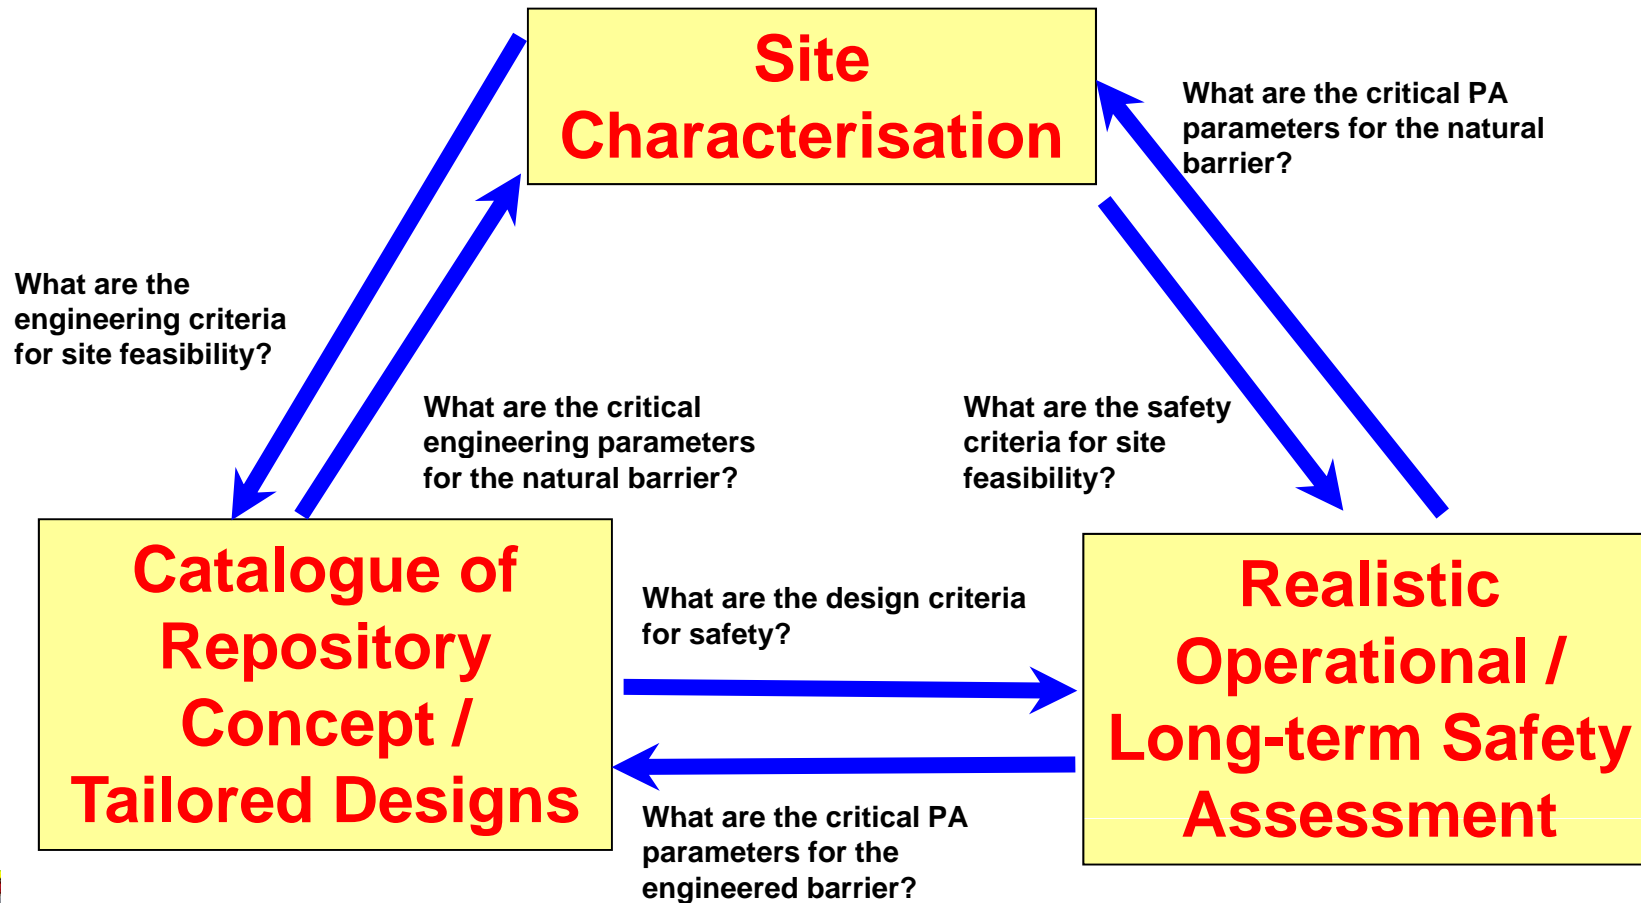 Site
Characterisation
What are the critical PA
parameters for the natural
barrier?
What are the
engineering criteria
for site feasibility?
What are the critical
engineering parameters
for the natural barrier?
What are the safety
criteria for site
feasibility?
Catalogue of
Repository
Concept /
Tailored Designs
What are the design criteria
for safety?
What are the critical PA
parameters for the
engineered barrier?
Realistic
Operational /
Long-term Safety
Assessment